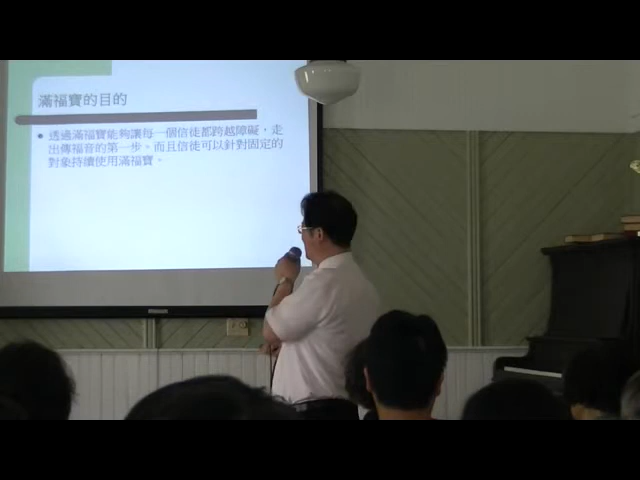 滿福寶的目的
透過滿福寶能夠讓每一個信徒都跨越障礙，走
出傳福音的第一步。而且信徒可以針對固定的
對象持續使用滿福寶。